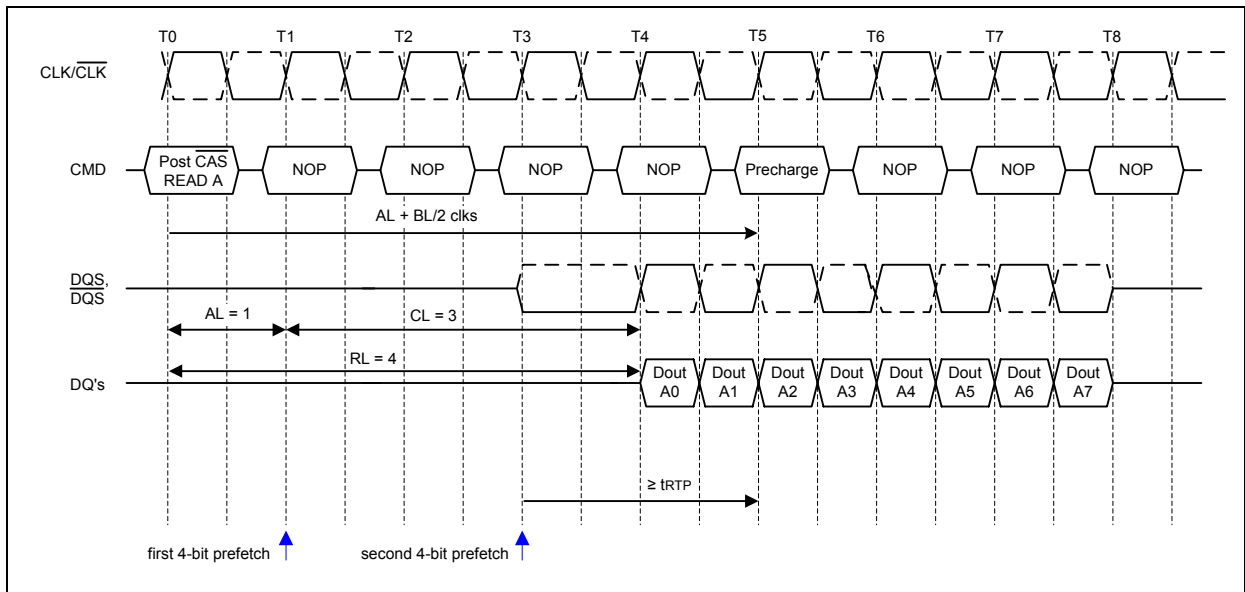 T0 T1 T2 T3 T4 T5 T6 T7 T8
CLK/CLK
CMD
Post CAS
READ A
NOP NOP NOP NOP Precharge NOP NOP NOP
AL + BL/2 clks
DQS,
DQS
AL = 1
CL = 3
RL = 4
DQ's
Dout Dout Dout Dout Dout Dout Dout Dout
A0 A1 A2 A3 A4 A5 A6 A7
≥ tRTP
first 4-bit prefetch
second 4-bit prefetch